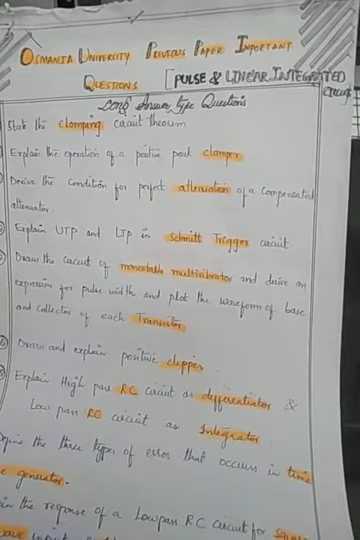 OSMANIA UNIVERSITY PREVIOUS PAPER IMPORTANT
QUESTIONS [PULSE & LINEAR INTEGRATED
Long Answer type Questions
State the clamping circuit theorem
Explain the operation of a positive peak clamper
Derive the Condition for perfect attenuation of a compensated
attenuator.
Explain UTP and LTP in Schmitt Trigger circuit
Draw the circuit of monostable multivibrator and derive an
expression for pulse width and plot the waveform of base
and collector of each Transistor
Draw and explain positive clipper
Explain High pass RC circuit as differentiator &
Low pass RC circuit as Integrator
the three types of error that occurs in time
generator.
the response of a Lowpass RC circuit for